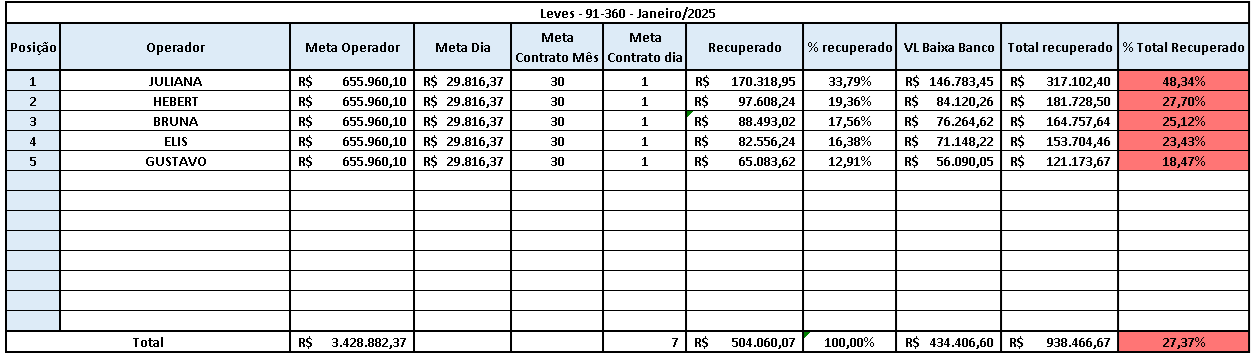 Leves - 91-360 - Janeiro/2025
Posição Operador Meta Operador Meta Dia Meta Contrato Mês Meta Contrato dia Recuperado % recuperado VL Baixa Banco Total recuperado % Total Recuperado
1 JULIANA R$ 655.960,10 R$ 29.816,37 30 1 R$ 170.318,95 33,79% R$ 146.783,45 R$ 317.102,40 48,34%
2 HEBERT R$ 655.960,10 R$ 29.816,37 30 1 R$ 97.608,24 19,36% R$ 84.120,26 R$ 181.728,50 27,70%
3 BRUNA R$ 655.960,10 R$ 29.816,37 30 1 R$ 88.493,02 17,56% R$ 76.264,62 R$ 164.757,64 25,12%
4 ELIS R$ 655.960,10 R$ 29.816,37 30 1 R$ 82.556,24 16,38% R$ 71.148,22 R$ 153.704,46 23,43%
5 GUSTAVO R$ 655.960,10 R$ 29.816,37 30 1 R$ 65.083,62 12,91% R$ 56.090,05 R$ 121.173,67 18,47%
Total R$ 3.428.882,37 7 R$ 504.060,07 100,00% R$ 434.406,60 R$ 938.466,67 27,37%